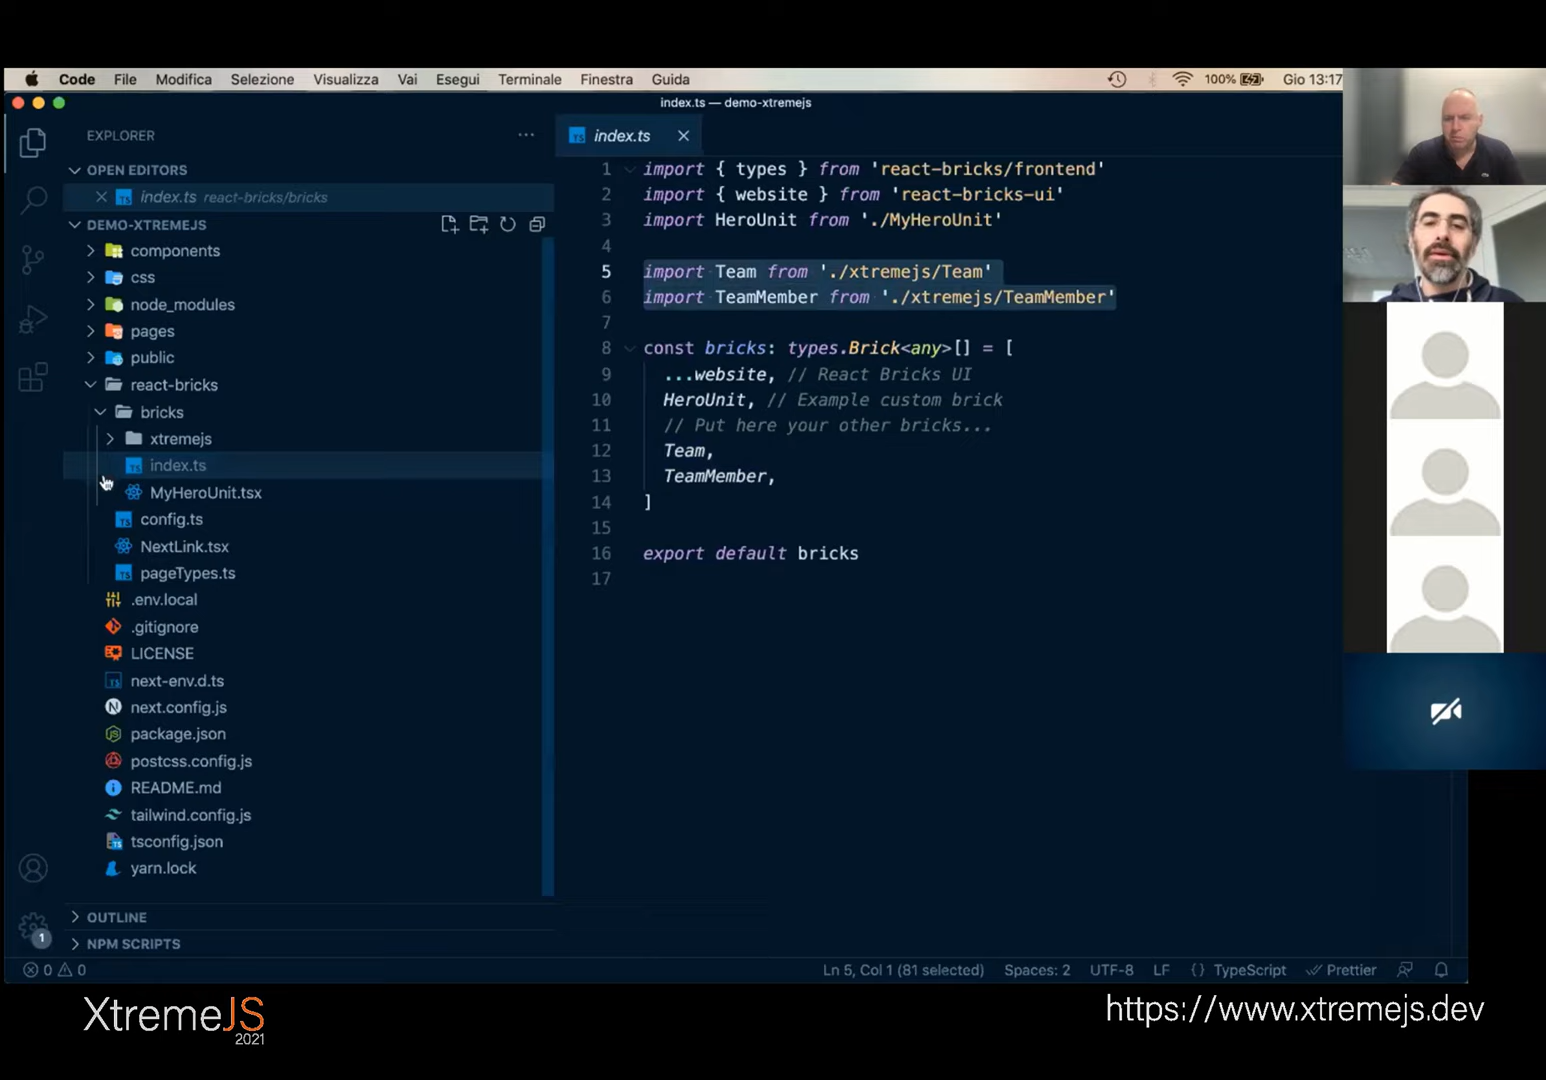 Code File Modifica Selezione Visualizza Vai Esegui Terminale Finestra Guida 100% Gio 13:17
index.ts — demo-xtremejs
EXPLORER
OPEN EDITORS
index.ts react-bricks/bricks
DEMO-XTREMEJS
components
css
node_modules
pages
public
react-bricks
bricks
xtremejs
index.ts
MyHeroUnit.tsx
config.ts
NextLink.tsx
pageTypes.ts
.env.local
.gitignore
LICENSE
next-env.d.ts
next.config.js
package.json
postcss.config.js
README.md
tailwind.config.js
tsconfig.json
yarn.lock
OUTLINE
NPM SCRIPTS
1
index.ts
1 import { types } from 'react-bricks/frontend'
2 import { website } from 'react-bricks-ui'
3 import HeroUnit from './MyHeroUnit'
4
5 import Team from './xtremejs/Team'
6 import TeamMember from './xtremejs/TeamMember'
7
8 const bricks: types.Brick<any>[] = [
9 ...website, // React Bricks UI
10 HeroUnit, // Example custom brick
11 // Put here your other bricks...
12 Team,
13 TeamMember,
14 ]
15
16 export default bricks
17
0 0 Ln 5, Col 1 (81 selected) Spaces: 2 UTF-8 LF {} TypeScript Prettier
XtremeJS
2021
https://www.xtremejs.dev